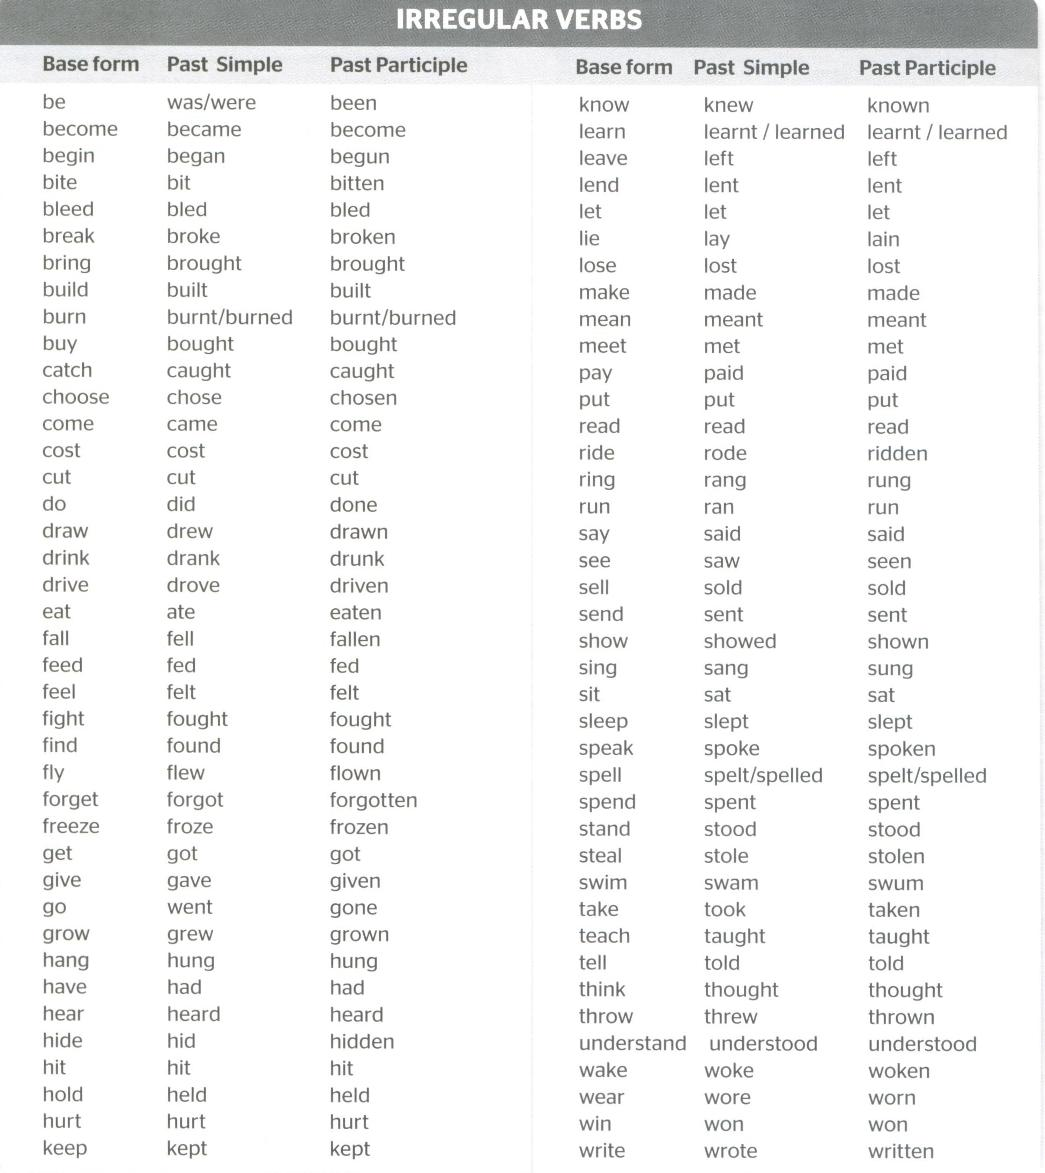 IRREGULAR VERBS
Base form Past Simple Past Participle
be was/were been
become became become
begin began begun
bite bit bitten
bleed bled bled
break broke broken
bring brought brought
build built built
burn burnt/burned burnt/burned
buy bought bought
catch caught caught
choose chose chosen
come came come
cost cost cost
cut cut cut
do did done
draw drew drawn
drink drank drunk
drive drove driven
eat ate eaten
fall fell fallen
feed fed fed
feel felt felt
fight fought fought
find found found
fly flew flown
forget forgot forgotten
freeze froze frozen
get got got
give gave given
go went gone
grow grew grown
hang hung hung
have had had
hear heard heard
hide hid hidden
hit hit hit
hold held held
hurt hurt hurt
keep kept kept
Base form Past Simple Past Participle
know knew known
learn learnt / learned learnt / learned
leave left left
lend lent lent
let let let
lie lay lain
lose lost lost
make made made
mean meant meant
meet met met
pay paid paid
put put put
read read read
ride rode ridden
ring rang rung
run ran run
say said said
see saw seen
sell sold sold
send sent sent
show showed shown
sing sang sung
sit sat sat
sleep slept slept
speak spoke spoken
spell spelt/spelled spelt/spelled
spend spent spent
stand stood stood
steal stole stolen
swim swam swum
take took taken
teach taught taught
tell told told
think thought thought
throw threw thrown
understand understood understood
wake woke woken
wear wore worn
win won won
write wrote written